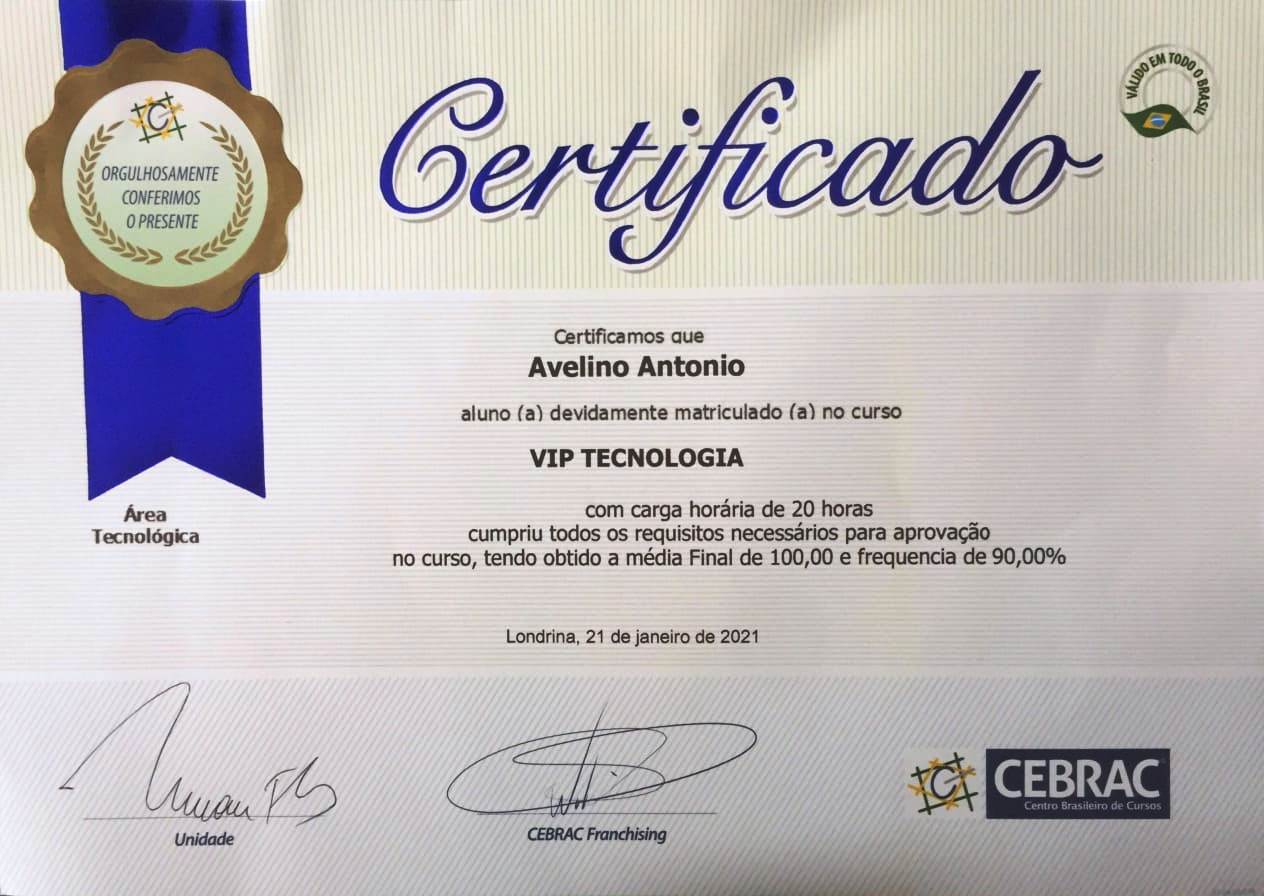 Certificado
VÁLIDO EM TODO O BRASIL
ORGULHOSAMENTE
CONFERIMOS
O PRESENTE
Certificamos que
Avelino Antonio
aluno (a) devidamente matriculado (a) no curso
VIP TECNOLOGIA
com carga horária de 20 horas
cumpriu todos os requisitos necessários para aprovação
no curso, tendo obtido a média Final de 100,00 e frequencia de 90,00%
Área
Tecnológica
Londrina, 21 de janeiro de 2021
Unidade
CEBRAC Franchising
CEBRAC
Centro Brasileiro de Cursos